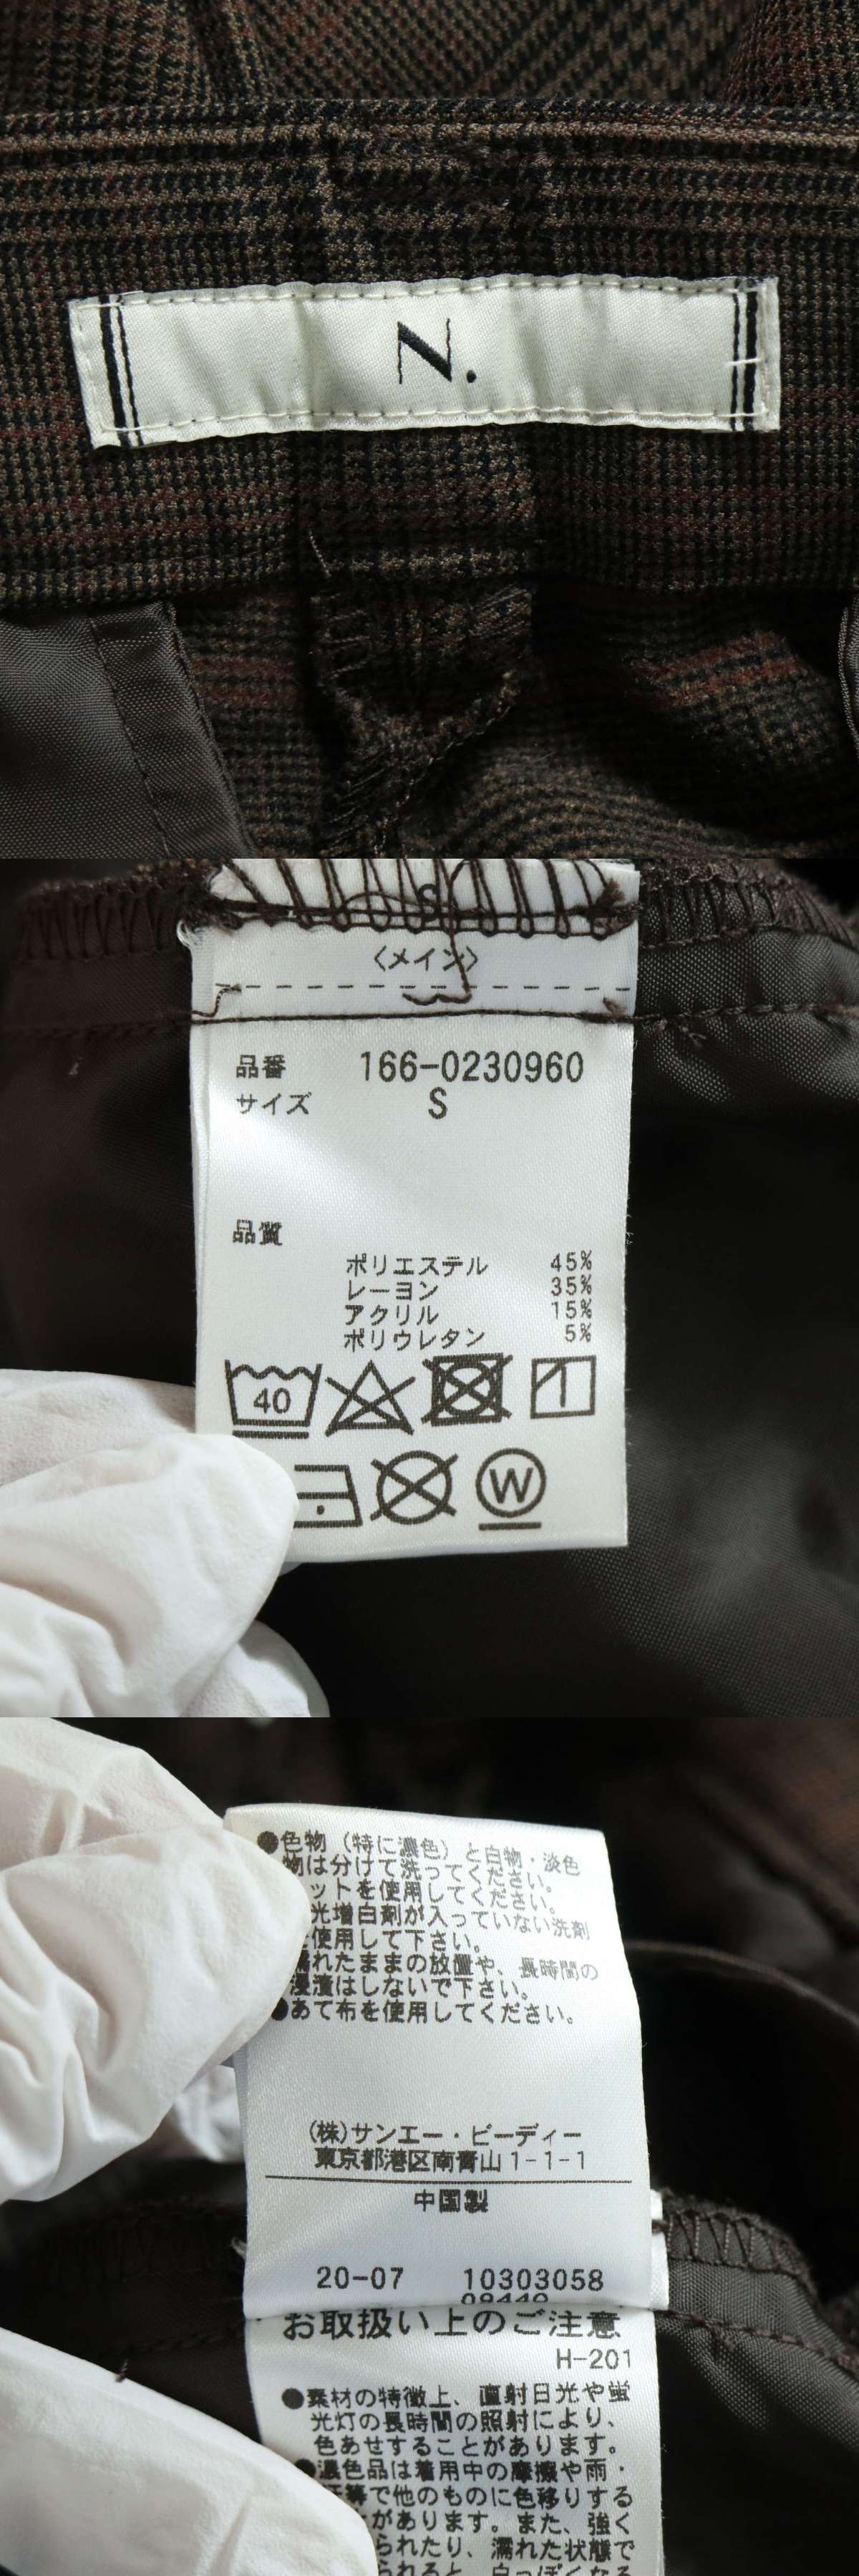 N.
S
〈メイン〉
品番 166-0230960
サイズ S
品質
ポリエステル 45%
レーヨン 35%
アクリル 15%
ポリウレタン 5%
40
W
●色物（特に濃色）と白物・淡色
物は分けて洗ってください。
ットを使用してください。
光増白剤が入っていない洗剤
使用して下さい。
濡れたままの放置や、長時間の
浸漬はしないで下さい。
●あて布を使用してください。
(株)サンエー・ビーディー
東京都港区南青山1-1-1
中国製
20-07 10303058
お取扱い上のご注意
H-201
●素材の特徴上、直射日光や蛍
光灯の長時間の照射により、
色あせすることがあります。
●濃色品は着用中の摩擦や雨・
等で他のものに色移りする
があります。また、強く
られたり、濡れた状態で
られると、白っぽくなる